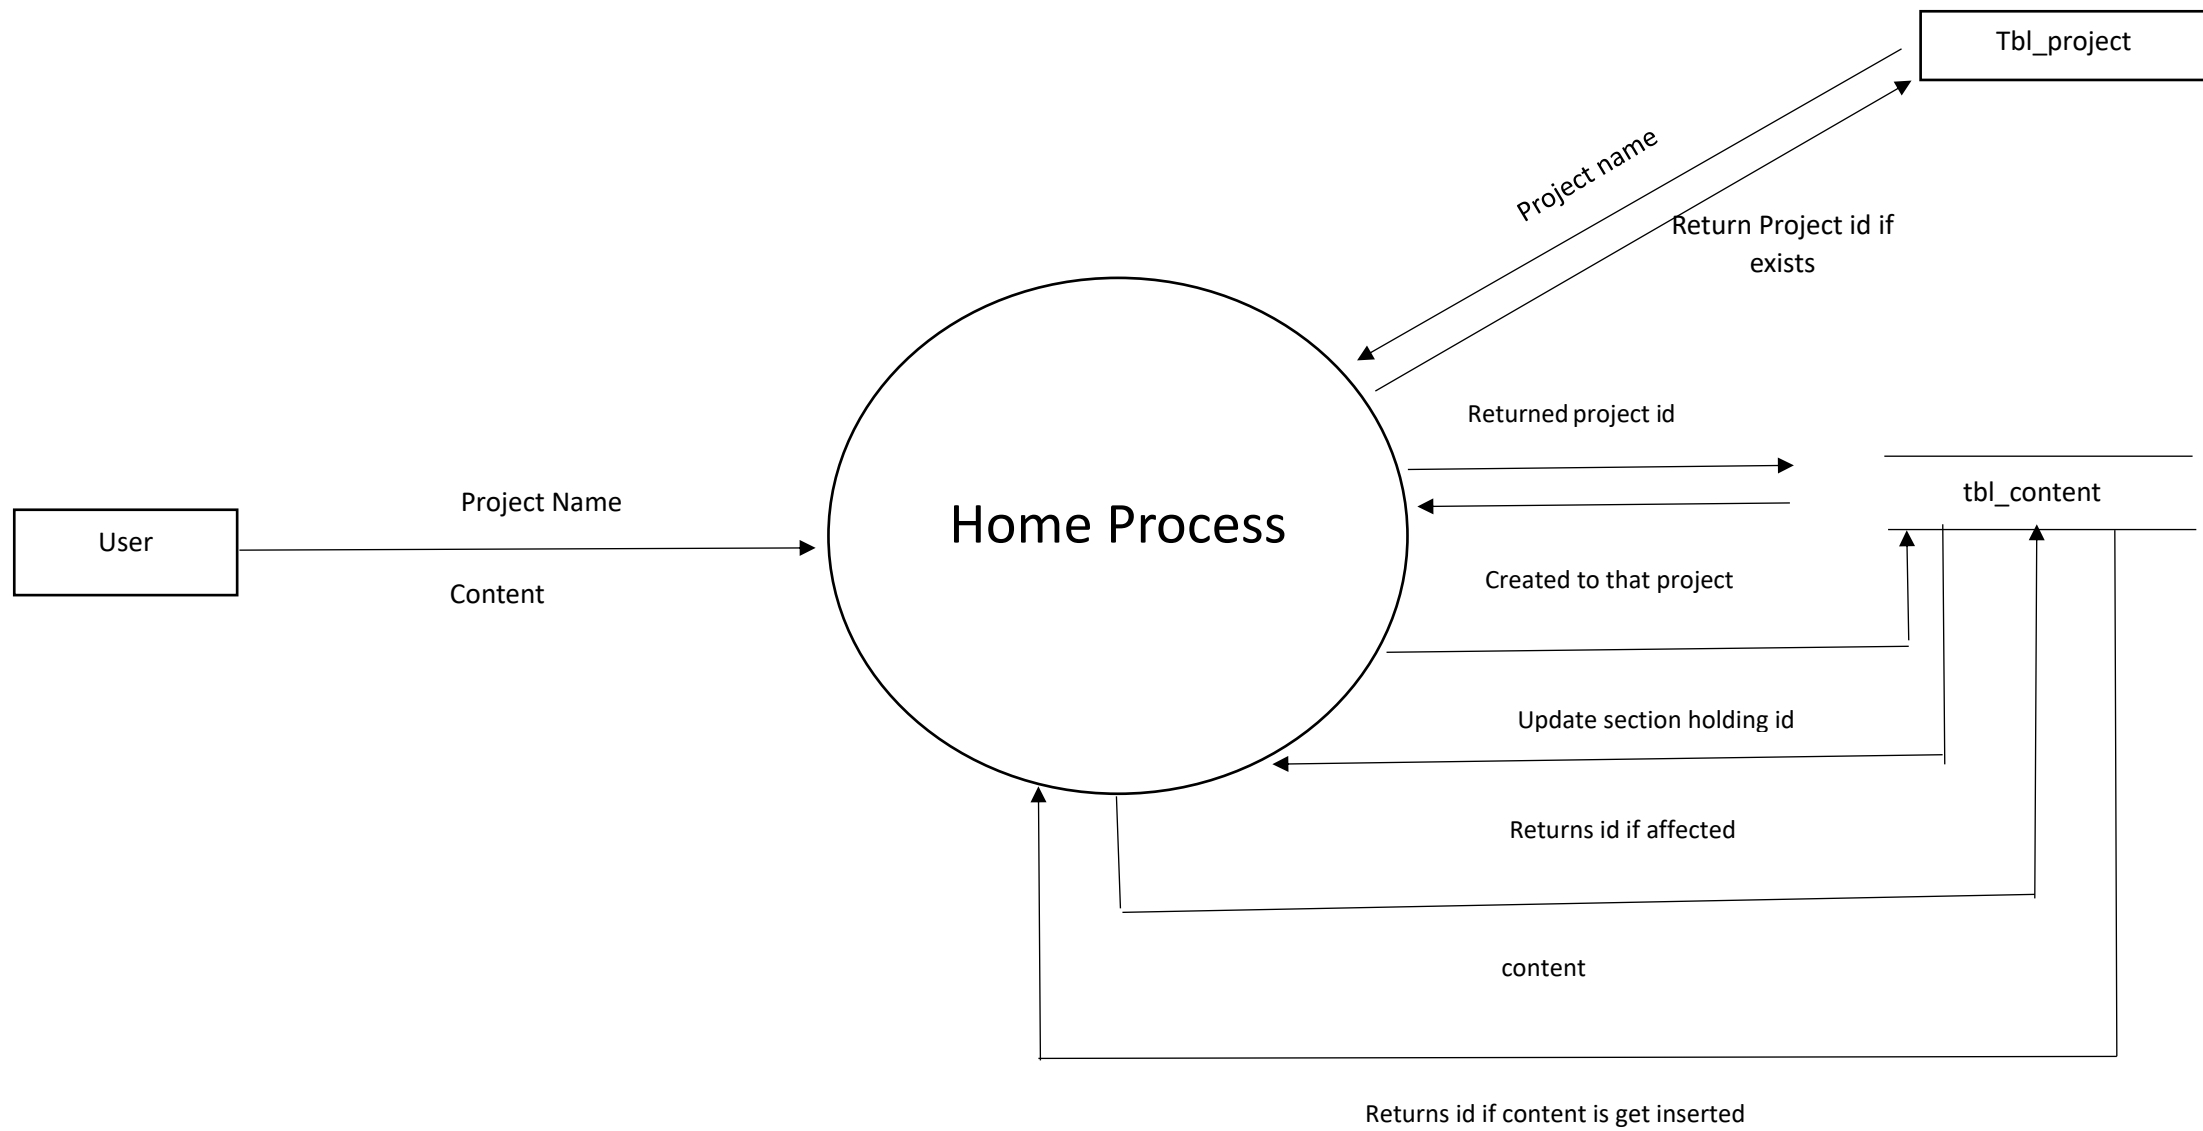 Tbl_project
Project name
Return Project id if
exists
Returned project id
tbl_content
Project Name
User
Home Process
Content
Created to that project
Update section holding id
Returns id if affected
content
Returns id if content is get inserted